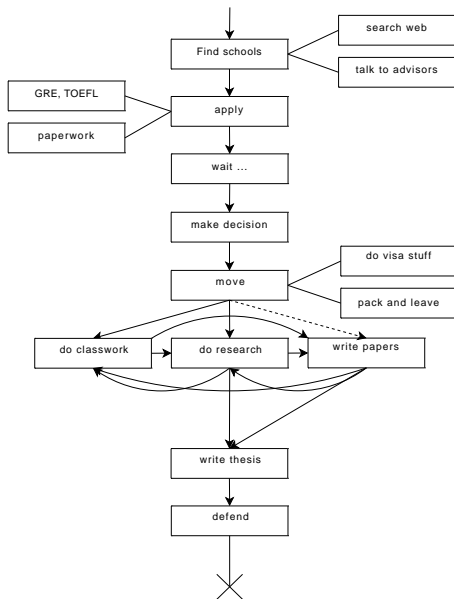 search web
Find schools
talk to advisors
GRE, TOEFL
apply
paperwork
wait ...
make decision
do visa stuff
move
pack and leave
do classwork
do research
write papers
write thesis
defend